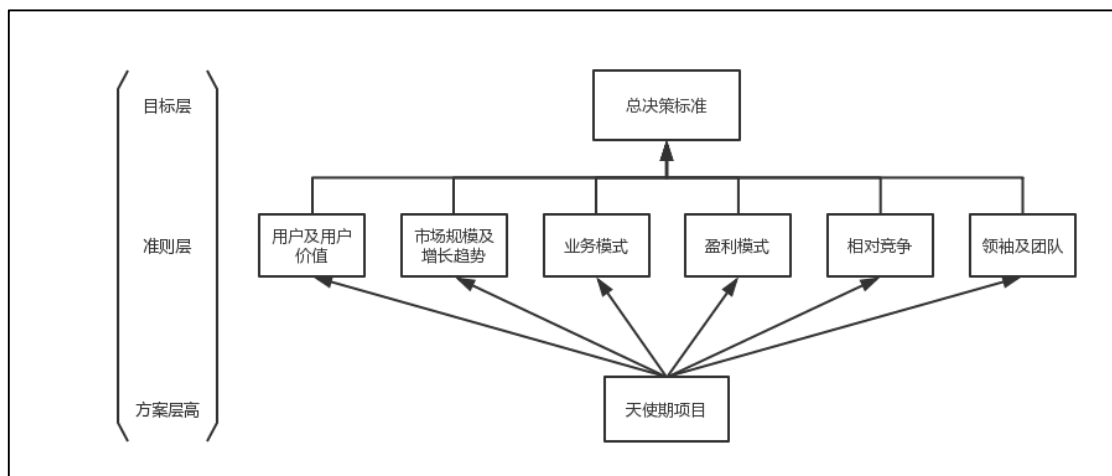 目标层
总决策标准
准则层
用户及用户
价值
市场规模及
增长趋势
业务模式
盈利模式
相对竞争
领袖及团队
方案层高
天使期项目